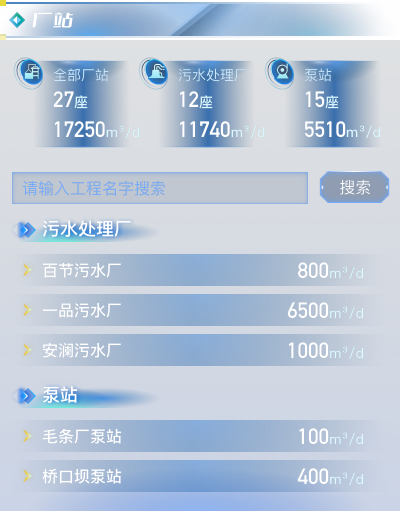 厂站
全部厂站
27座
17250m³/d
污水处理厂
12座
11740m³/d
泵站
15座
5510m³/d
请输入工程名字搜索
搜索
污水处理厂
百节污水厂 800m³/d
一品污水厂 6500m³/d
安澜污水厂 1000m³/d
泵站
毛条厂泵站 100m³/d
桥口坝泵站 400m³/d